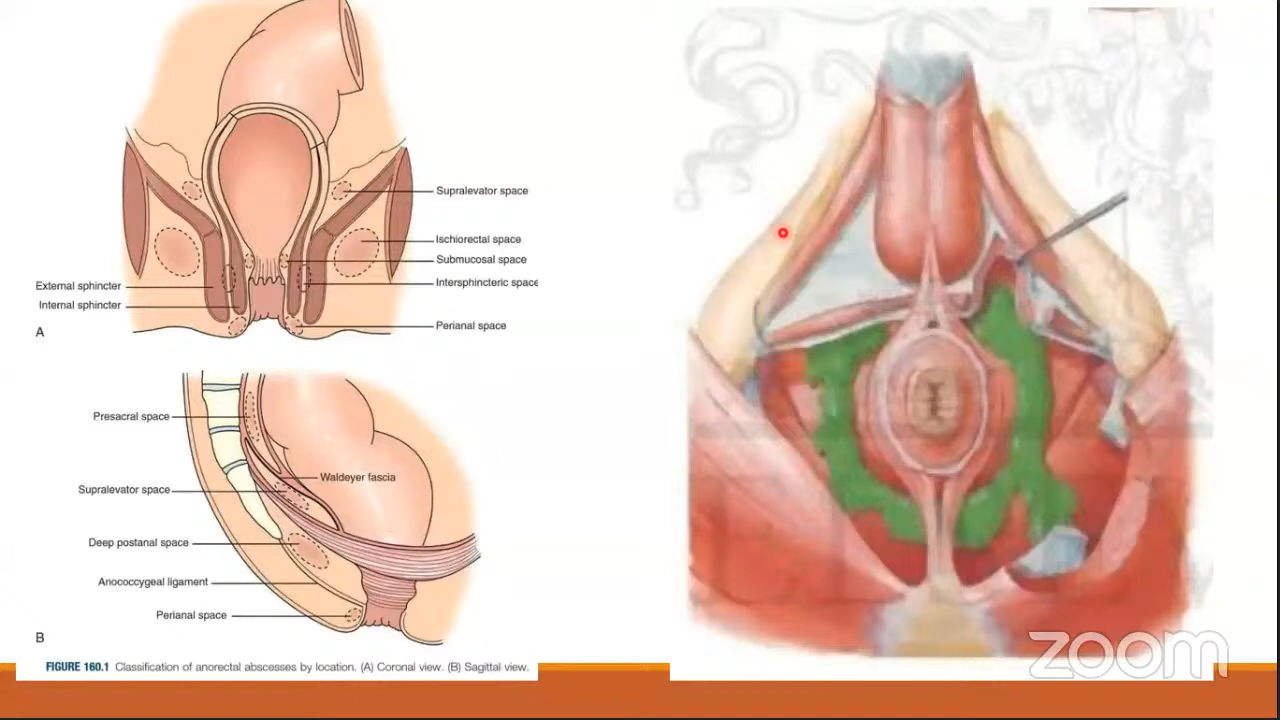 Supralevator space
Ischiorectal space
Submucosal space
External sphincter
Intersphincteric space
Internal sphincter
Perianal space
A
Presacral space
Waldeyer fascia
Supralevator space
Deep postanal space
Anococcygeal ligament
Perianal space
B
FIGURE 160.1 Classification of anorectal abscesses by location. (A) Coronal view. (B) Sagittal view.
zoom